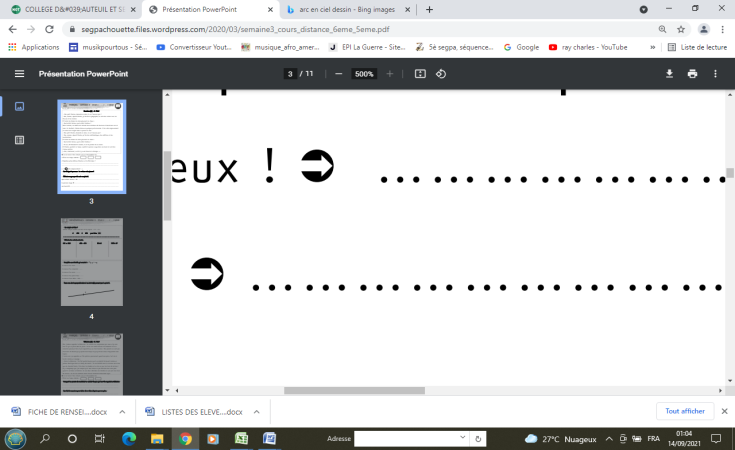 COLLEGE D&#039;AUTEUIL ET SE
Présentation PowerPoint
arc en ciel dessin - Bing images
segpachouette.files.wordpress.com/2020/03/semaine3_cours_distance_6eme_5eme.pdf
Applications
musikpourtous - Sé...
Convertisseur Yout...
musique_afro_amer...
EPI La Guerre - Site...
Sé segpa, séquence...
Google
ray charles - YouTube
»
Liste de lecture
Présentation PowerPoint
3 / 11
500%
eux ! ➲ ... ... ... ... ... ... ..
➲ ... ... ... ... ... ... ... ... ...
3
4
FICHE DE RENSEI....docx
LISTES DES ELEVE....docx
Tout afficher
Adresse
27°C Nuageux
FRA
01:04
14/09/2021